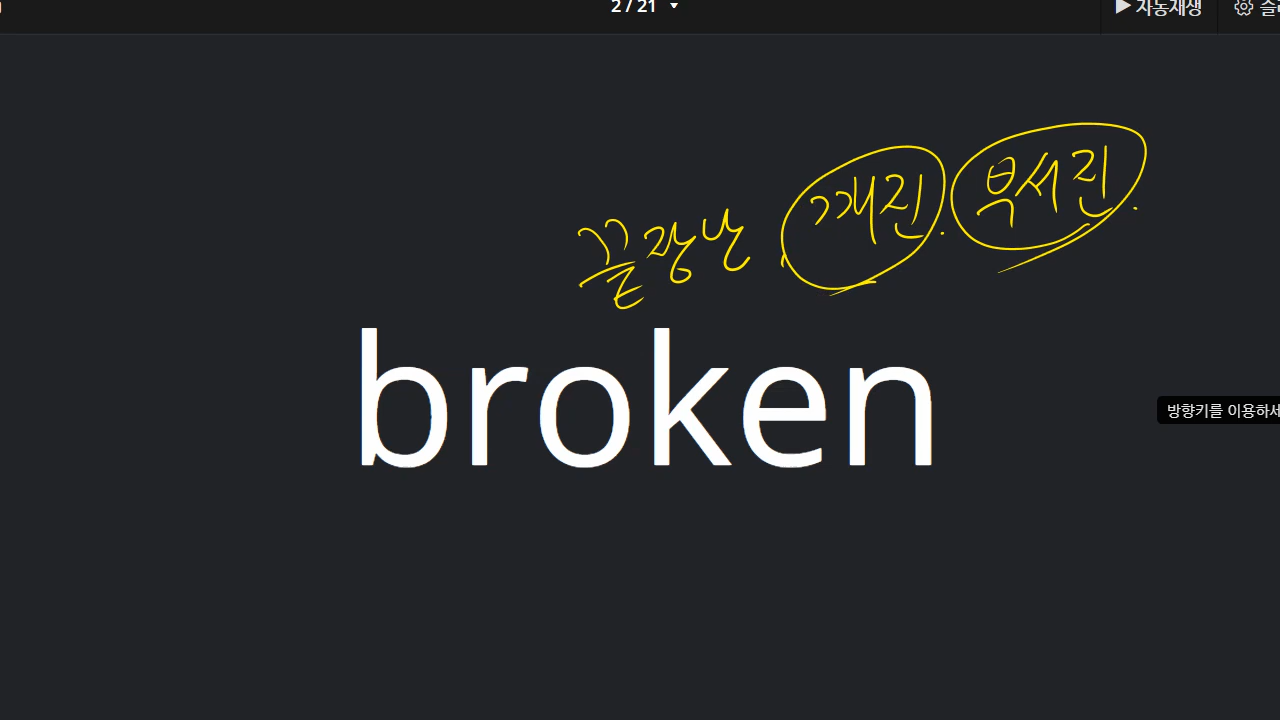 2 / 21
▶ 자동재생
끝장난, 깨진. 부서진.
broken
방향키를 이용하세